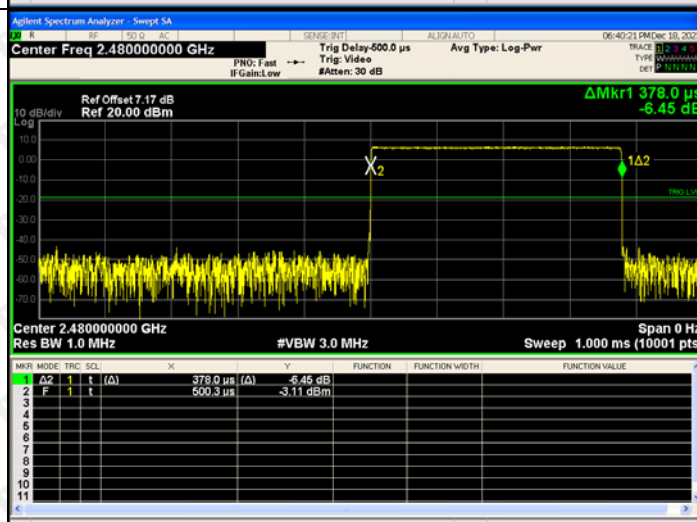 Agilent Spectrum Analyzer - Swept SA
R RF 50 Ω AC SENSE:INT ALIGN AUTO 06:40:21 PM Dec 18, 202
Center Freq 2.480000000 GHz Trig Delay-500.0 µs Avg Type: Log-Pwr TRACE 1 2 3 4 5
PNO: Fast Trig: Video TYPE
IFGain:Low #Atten: 30 dB DET P N N N N
Ref Offset 7.17 dB ΔMkr1 378.0 µs
10 dB/div Ref 20.00 dBm -6.45 dB
Log
10.0
0.00
1Δ2
X2
-10.0
TRIG LV
-20.0
-30.0
-40.0
-50.0
-60.0
-70.0
Center 2.480000000 GHz Span 0 Hz
Res BW 1.0 MHz #VBW 3.0 MHz Sweep 1.000 ms (10001 pts
MKR MODE TRC SCL X Y FUNCTION FUNCTION WIDTH FUNCTION VALUE
1 Δ2 1 t (Δ) 378.0 µs (Δ) -6.45 dB
2 F 1 t 500.3 µs -3.11 dBm
3
4
5
6
7
8
9
10
11